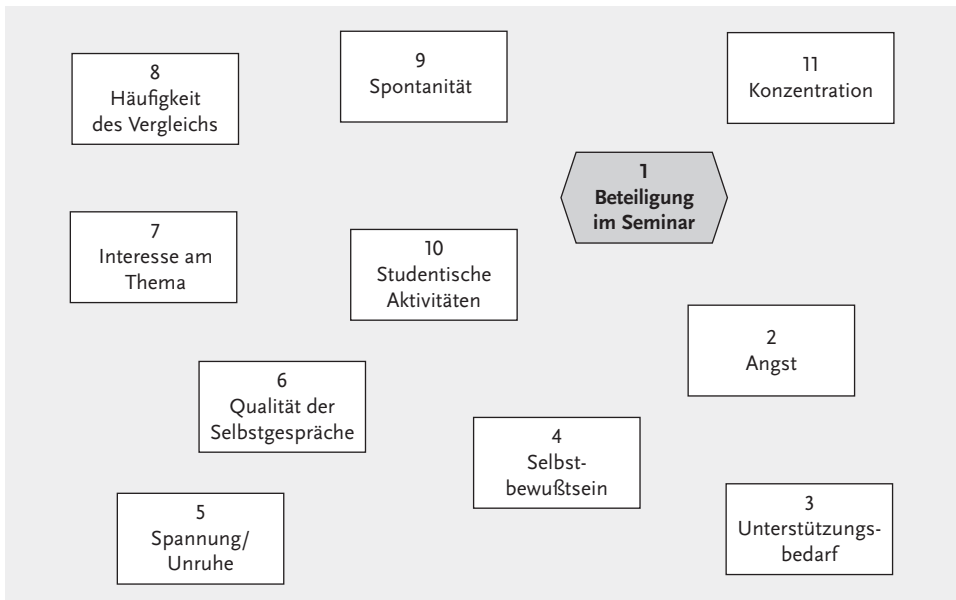 8
Häufigkeit
des Vergleichs
9
Spontanität
11
Konzentration
1
Beteiligung
im Seminar
7
Interesse am
Thema
10
Studentische
Aktivitäten
2
Angst
6
Qualität der
Selbstgespräche
4
Selbst-
bewußtsein
5
Spannung/
Unruhe
3
Unterstützungs-
bedarf